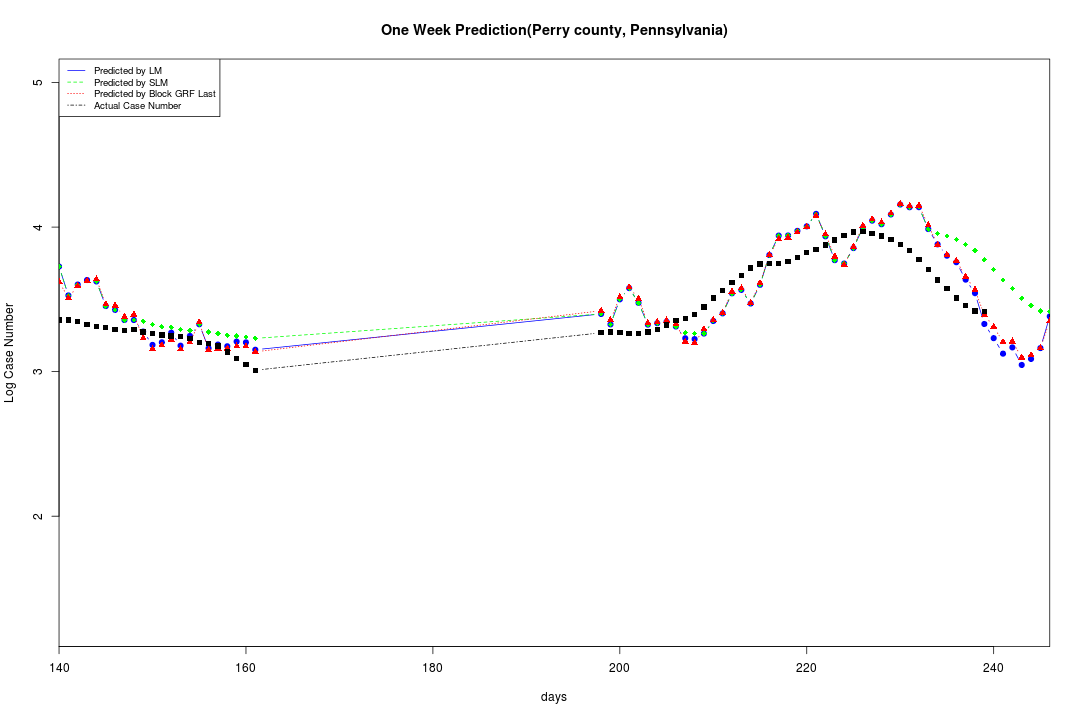 One Week Prediction(Perry county, Pennsylvania)
Predicted by LM
Predicted by SLM
Predicted by Block GRF Last
Actual Case Number
5
4
3
2
Log Case Number
140 160 180 200 220 240
days